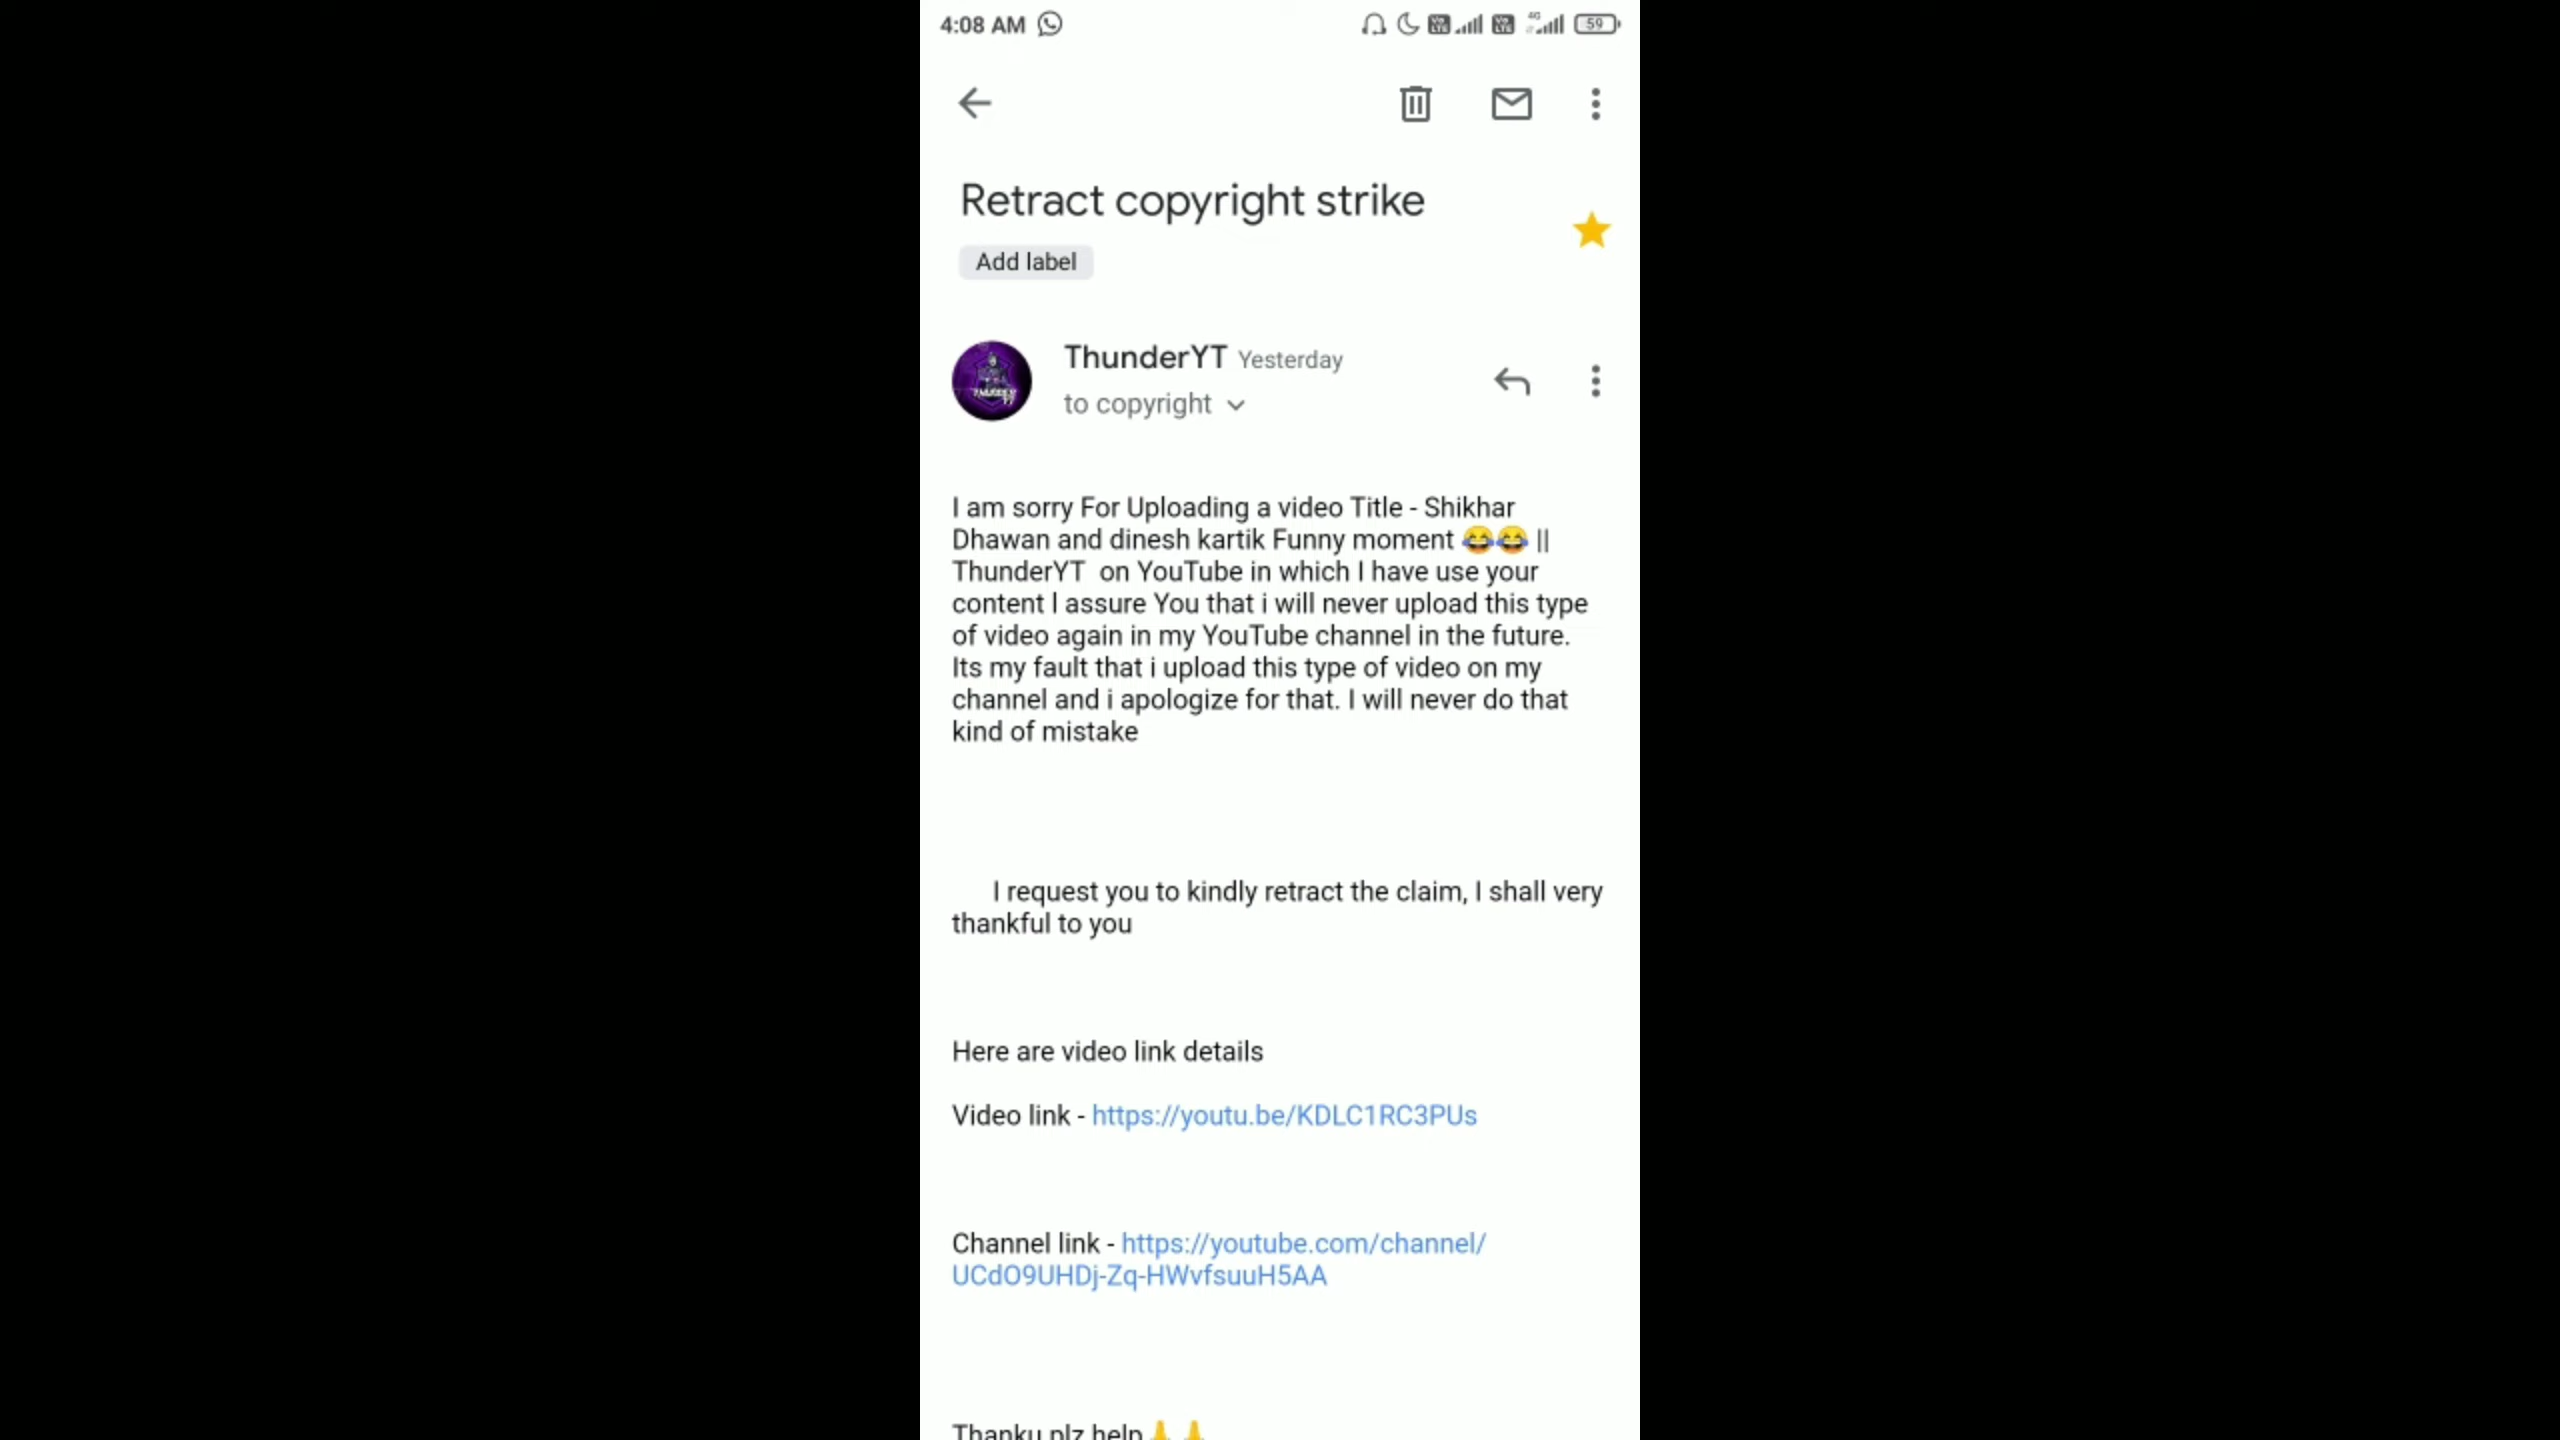 4:08 AM
59
Retract copyright strike
Add label
ThunderYT Yesterday
to copyright
I am sorry For Uploading a video Title - Shikhar
Dhawan and dinesh kartik Funny moment 😂😂 ||
ThunderYT  on YouTube in which I have use your
content I assure You that i will never upload this type
of video again in my YouTube channel in the future.
Its my fault that i upload this type of video on my
channel and i apologize for that. I will never do that
kind of mistake
I request you to kindly retract the claim, I shall very
thankful to you
Here are video link details
Video link - https://youtu.be/KDLC1RC3PUs
Channel link - https://youtube.com/channel/
UCdO9UHDj-Zq-HWvfsuuH5AA
Thanku plz help🙏🙏